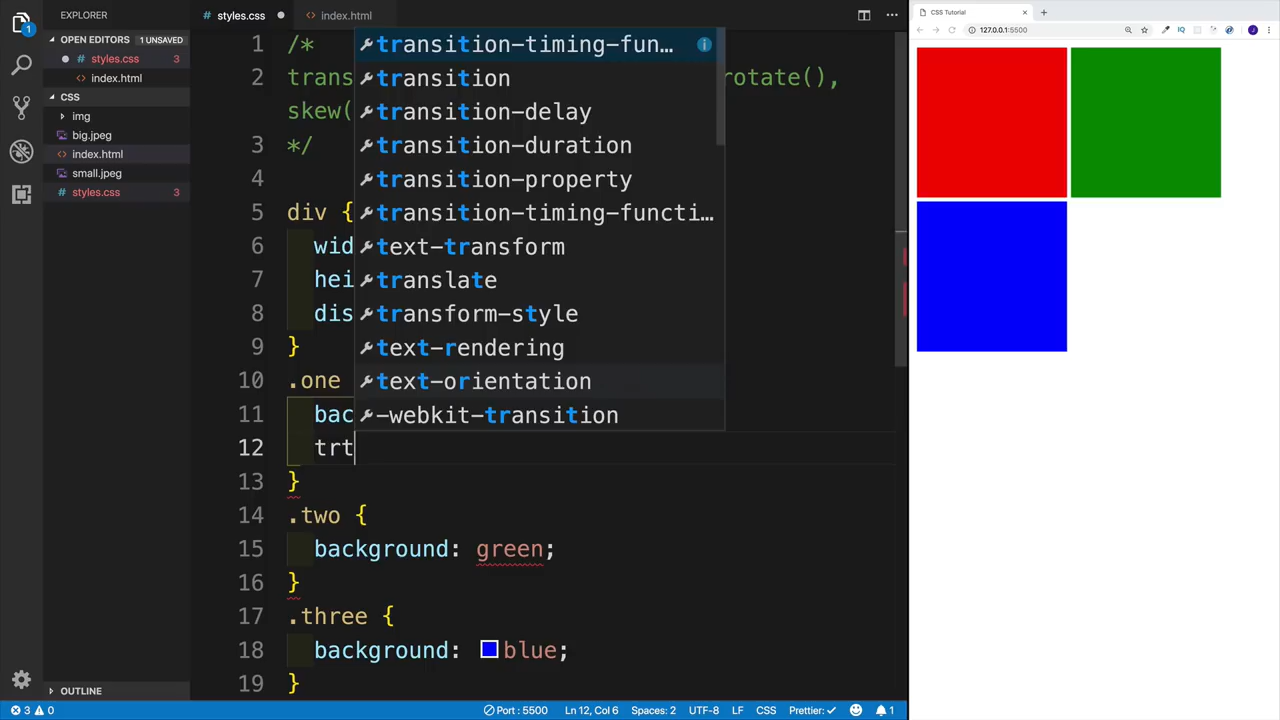 EXPLORER
OPEN EDITORS 1 UNSAVED
styles.css 3
index.html
CSS
img
big.jpeg
index.html
small.jpeg
styles.css 3
OUTLINE
1
styles.css
index.html
1 /*
2 trans rotate(),
skew(
3 */
4
5 div {
6 wid
7 hei
8 dis
9 }
10 .one
11 bac
12 trt
13 }
14 .two {
15 background: green;
16 }
17 .three {
18 background: blue;
19 }
transition-timing-fun…
transition
transition-delay
transition-duration
transition-property
transition-timing-functi…
text-transform
translate
transform-style
text-rendering
text-orientation
-webkit-transition
CSS Tutorial
127.0.0.1:5500
IQ
J
3 0 Port : 5500 Ln 12, Col 6 Spaces: 2 UTF-8 LF CSS Prettier: ✓ 1